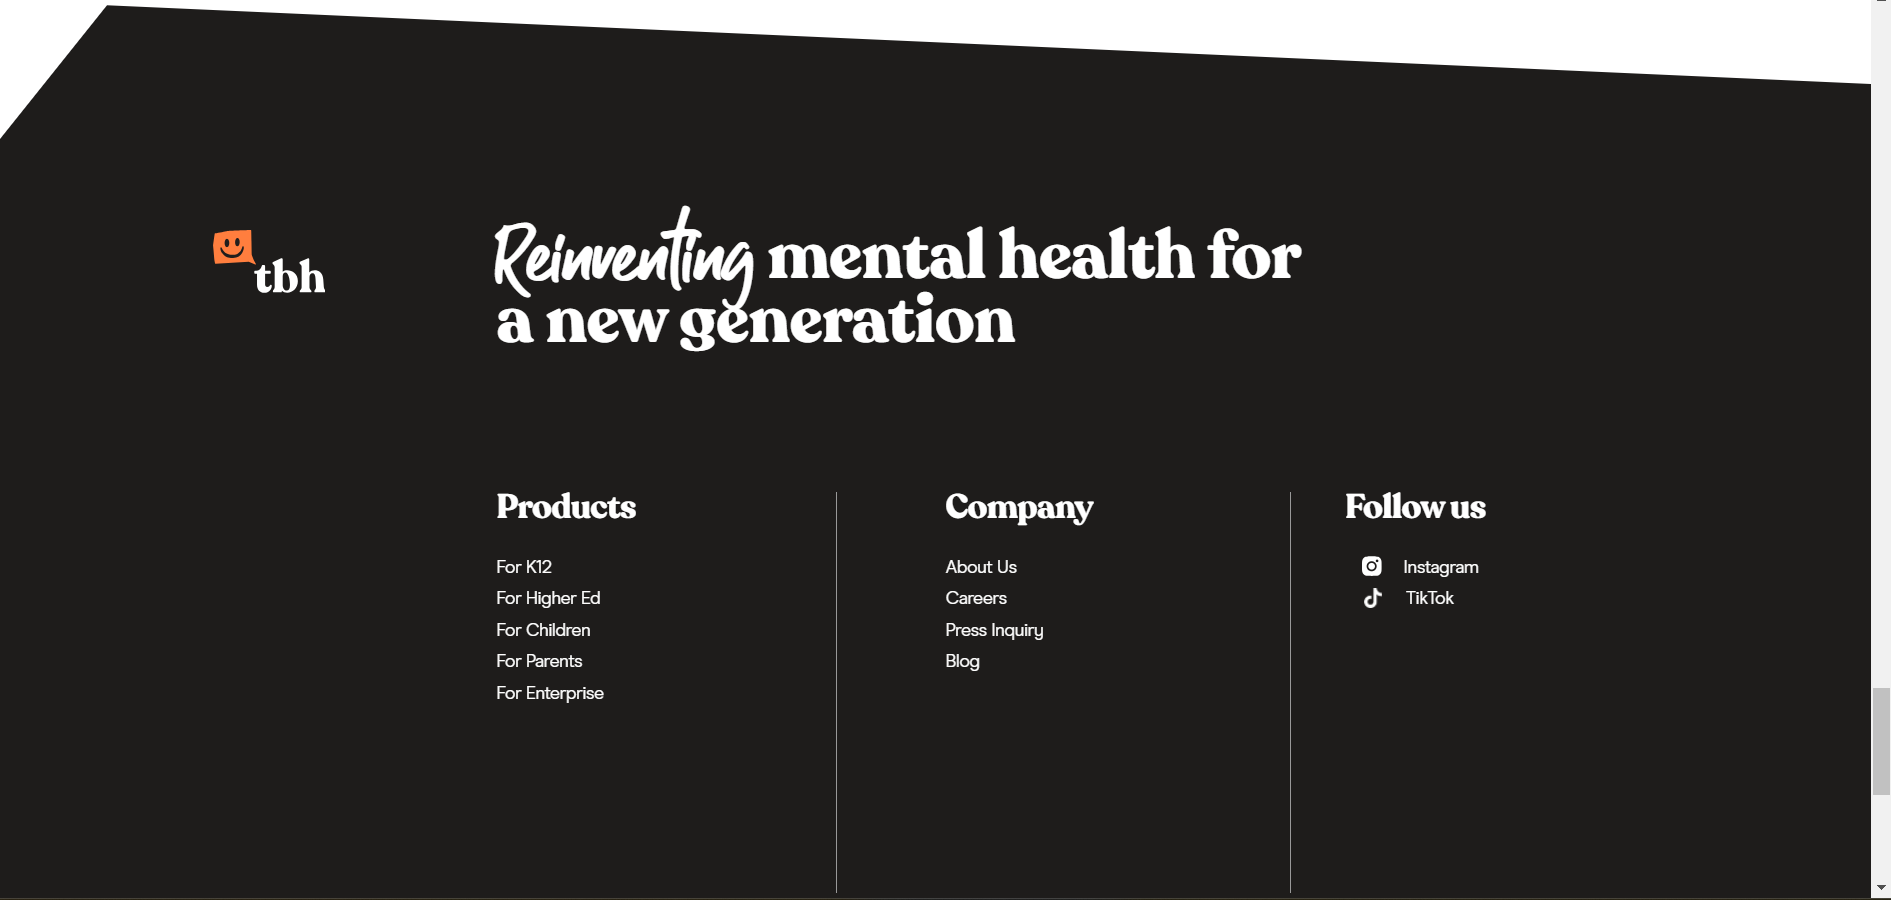 tbh
Reinventing mental health for
a new generation
Products
For K12
For Higher Ed
For Children
For Parents
For Enterprise
Company
About Us
Careers
Press Inquiry
Blog
Follow us
Instagram
TikTok